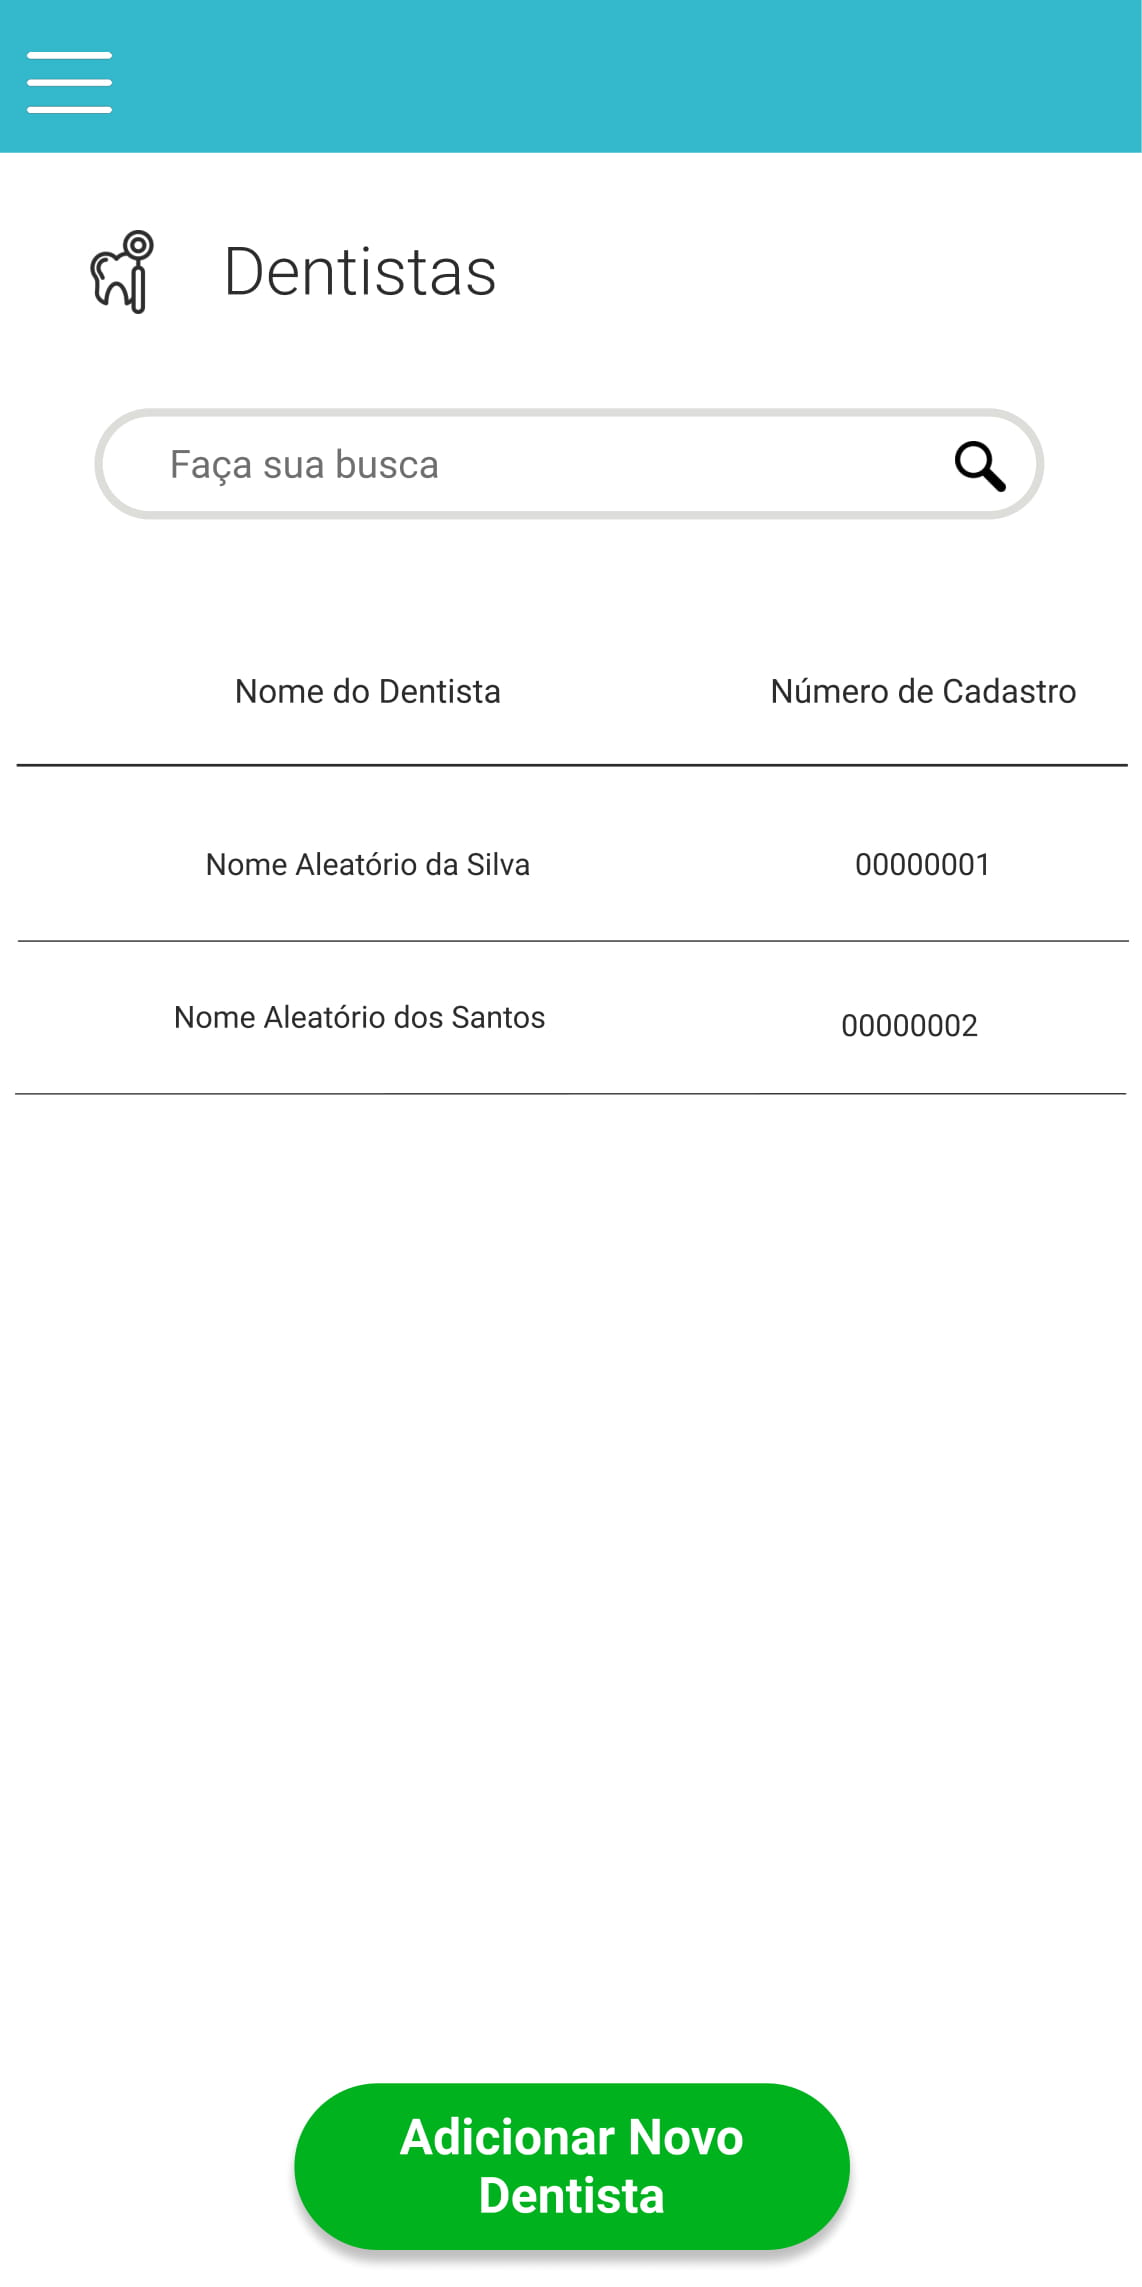 Dentistas
Faça sua busca
Nome do Dentista Número de Cadastro
Nome Aleatório da Silva 00000001
Nome Aleatório dos Santos 00000002
Adicionar Novo
Dentista